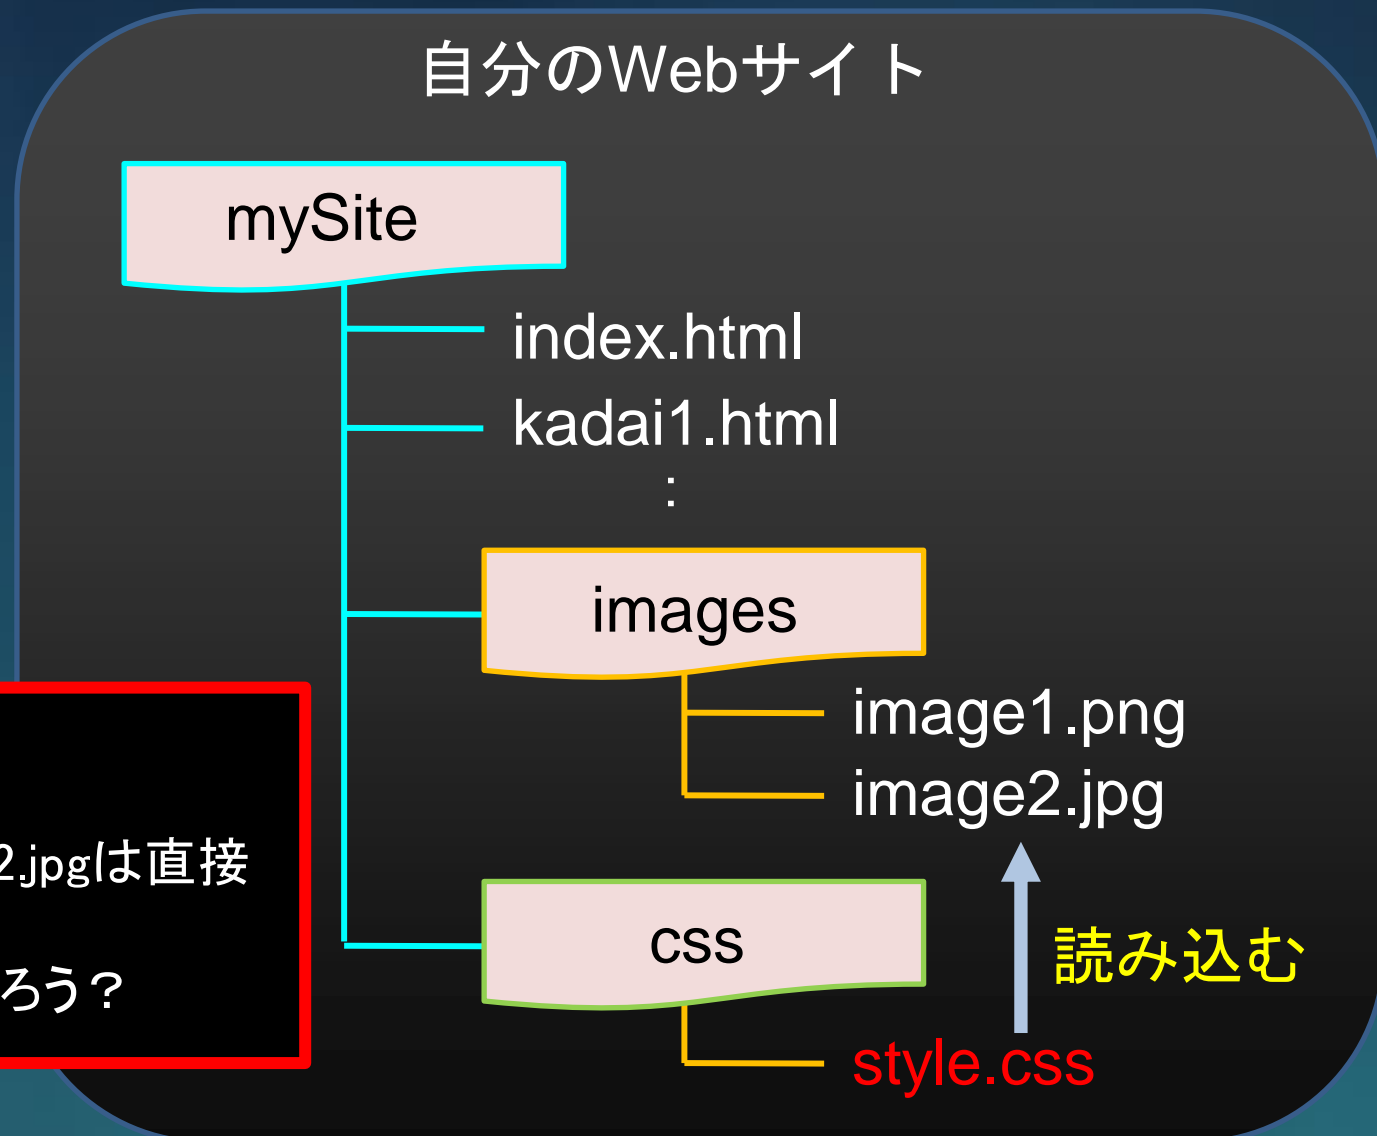 自分のWebサイト
mySite
index.html
kadai1.html
:
images
image1.png
image2.jpg
2.jpgは直接
ろう？
css
読み込む
style.css